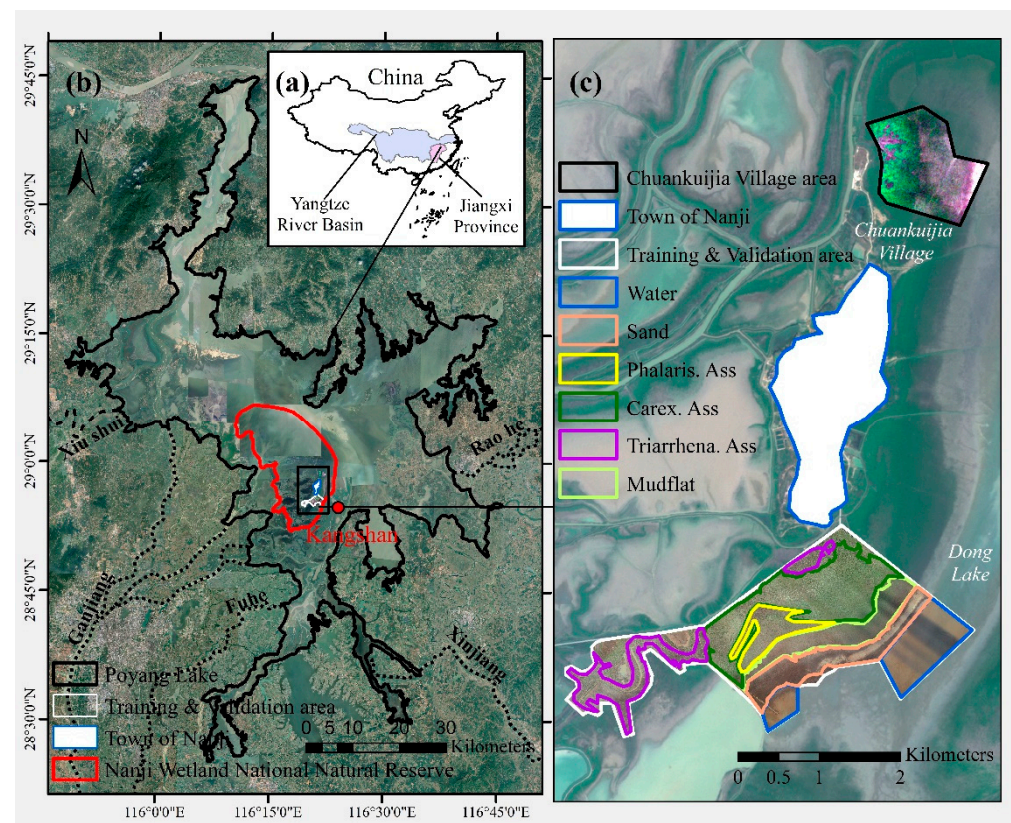 (b)
(a)
China
Yangtzc
River Basin
Jiangxi
Province
N
29°45'0"N
29°30'0"N
29°15'0"N
29°0'0"N
28°45'0"N
28°30'0"N
Xiu shui
Rao he
Kangshan
Ganjiang
Fuhe
Xinjiang
Poyang Lake
Training & Validation area
Town of Nanji
Nanji Wetland National Natural Reserve
0 5 10 20 30
Kilometers
116°0'0"E
116°15'0"E
116°30'0"E
116°45'0"E
(c)
Chuankuijia Village area
Town of Nanji
Training & Validation area
Water
Sand
Phalaris. Ass
Carex. Ass
Triarrhcna. Ass
Mudflat
Chuankuijia
Village
Dong
Lake
Kilometers
0 0.5 1 2